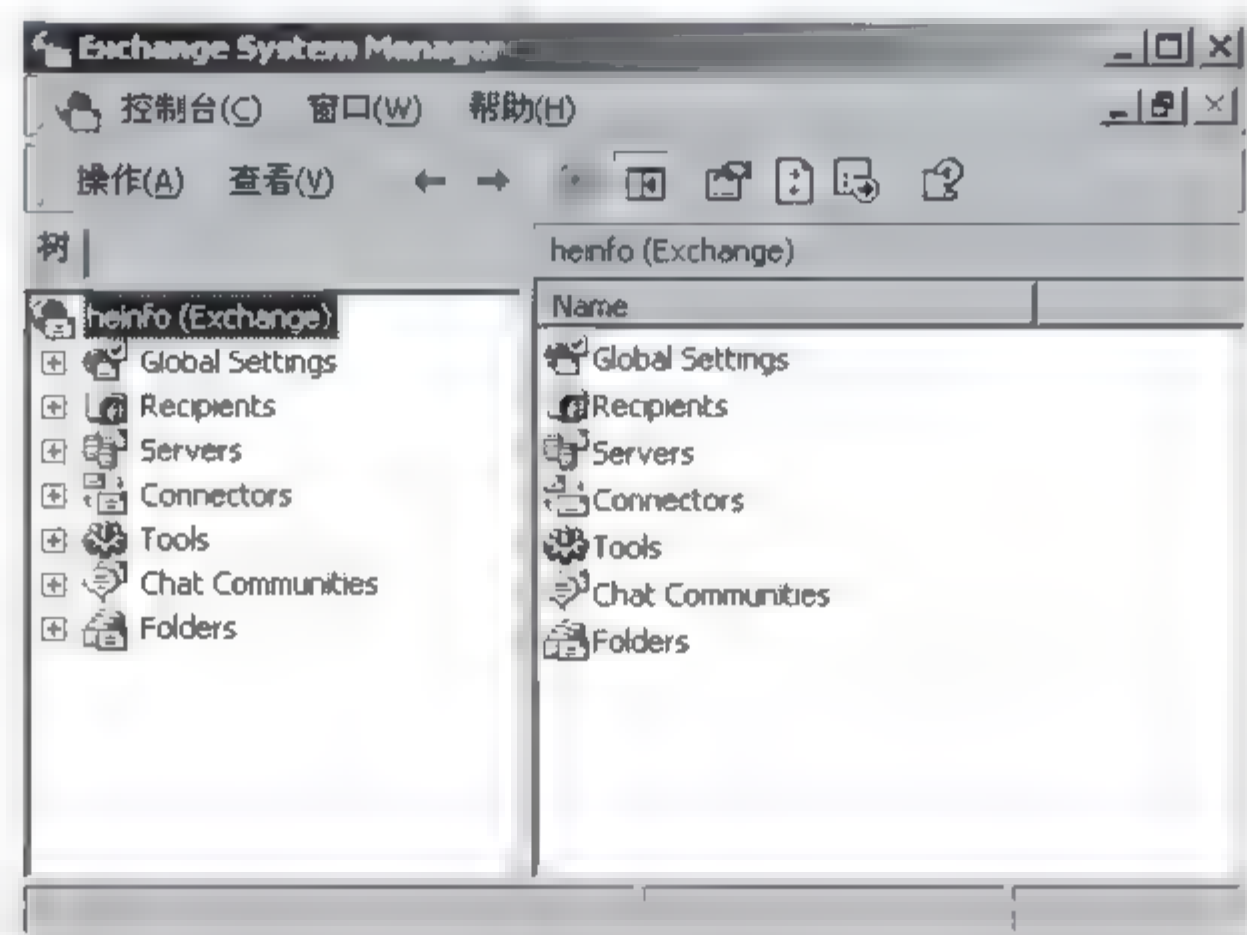 Exchange System Manager
控制台(C) 窗口(W) 帮助(H)
操作(A) 查看(V)
树
heinfo (Exchange)
Global Settings
Recipients
Servers
Connectors
Tools
Chat Communities
Folders
heinfo (Exchange)
Name
Global Settings
Recipients
Servers
Connectors
Tools
Chat Communities
Folders